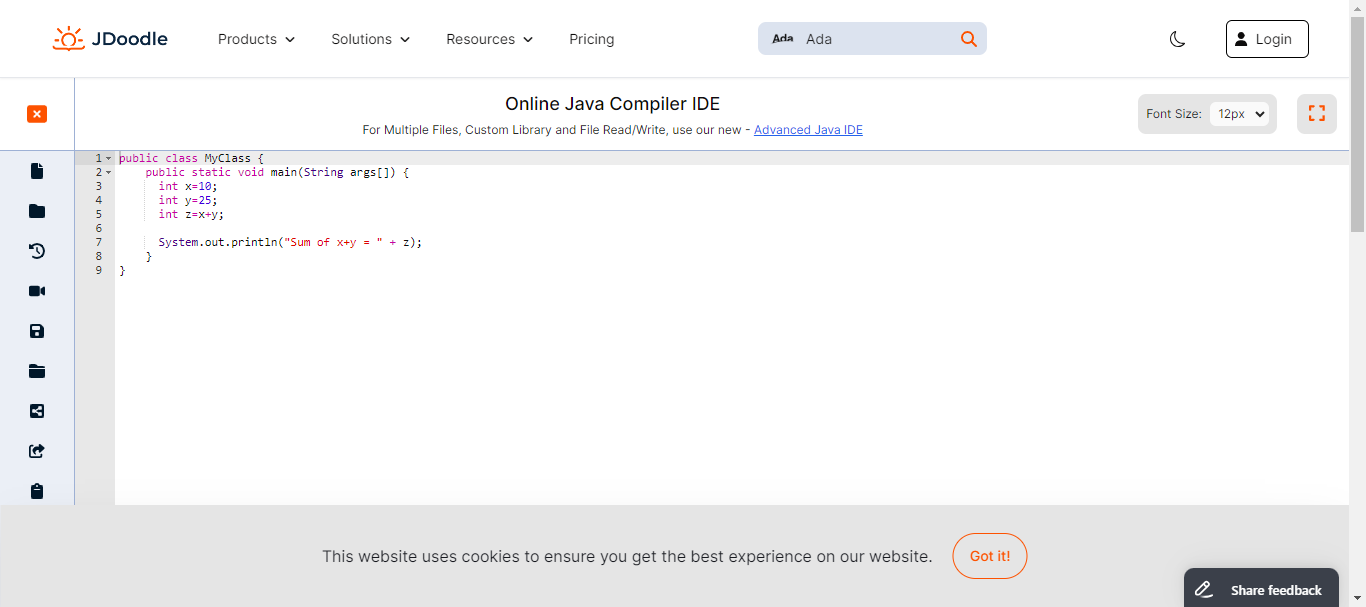 JDoodle Products Solutions Resources Pricing Ada Ada Login
Online Java Compiler IDE
For Multiple Files, Custom Library and File Read/Write, use our new - Advanced Java IDE
Font Size: 12px
1 public class MyClass {
2 public static void main(String args[]) {
3 int x=10;
4 int y=25;
5 int z=x+y;
6
7 System.out.println("Sum of x+y = " + z);
8 }
9 }
This website uses cookies to ensure you get the best experience on our website. Got it!
Share feedback